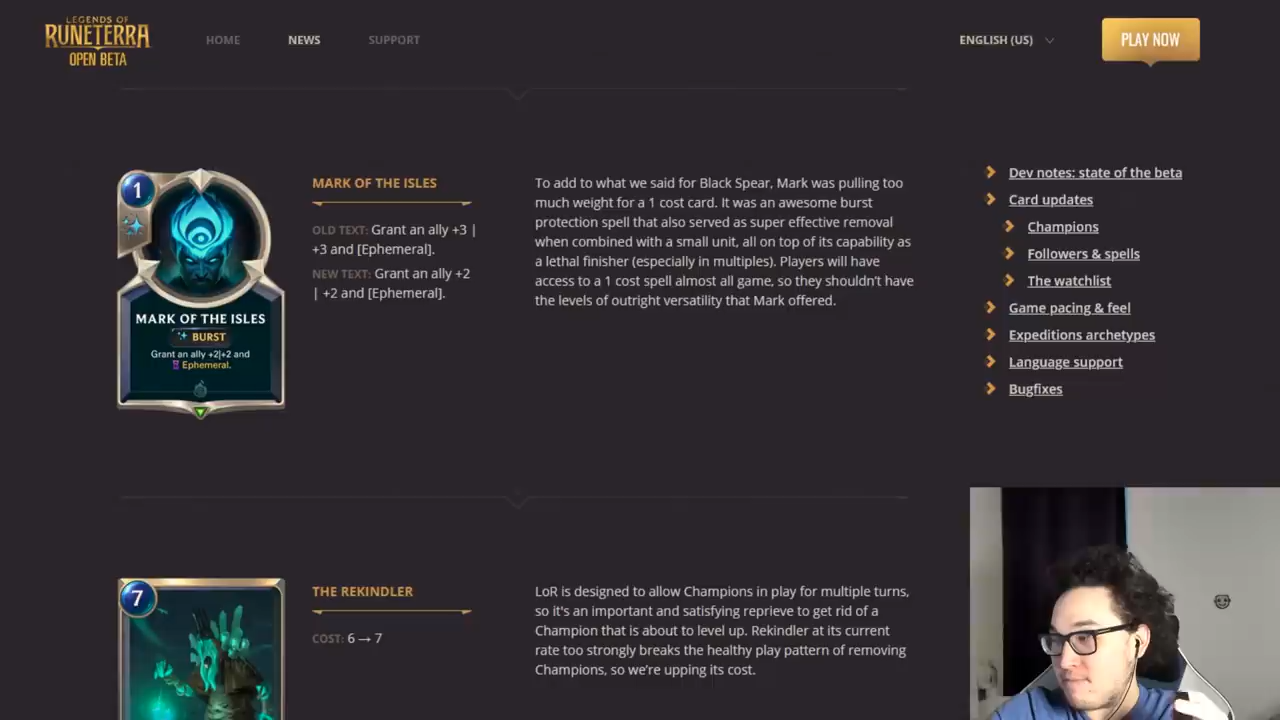 LEGENDS OF
RUNETERRA
OPEN BETA
HOME
NEWS
SUPPORT
ENGLISH (US)
PLAY NOW
1
MARK OF THE ISLES
BURST
Grant an ally +2|+2 and
Ephemeral.
MARK OF THE ISLES
OLD TEXT: Grant an ally +3 |
+3 and [Ephemeral].
NEW TEXT: Grant an ally +2
| +2 and [Ephemeral].
To add to what we said for Black Spear, Mark was pulling too
much weight for a 1 cost card. It was an awesome burst
protection spell that also served as super effective removal
when combined with a small unit, all on top of its capability as
a lethal finisher (especially in multiples). Players will have
access to a 1 cost spell almost all game, so they shouldn't have
the levels of outright versatility that Mark offered.
Dev notes: state of the beta
Card updates
Champions
Followers & spells
The watchlist
Game pacing & feel
Expeditions archetypes
Language support
Bugfixes
7
THE REKINDLER
COST: 6 → 7
LoR is designed to allow Champions in play for multiple turns,
so it's an important and satisfying reprieve to get rid of a
Champion that is about to level up. Rekindler at its current
rate too strongly breaks the healthy play pattern of removing
Champions, so we're upping its cost.